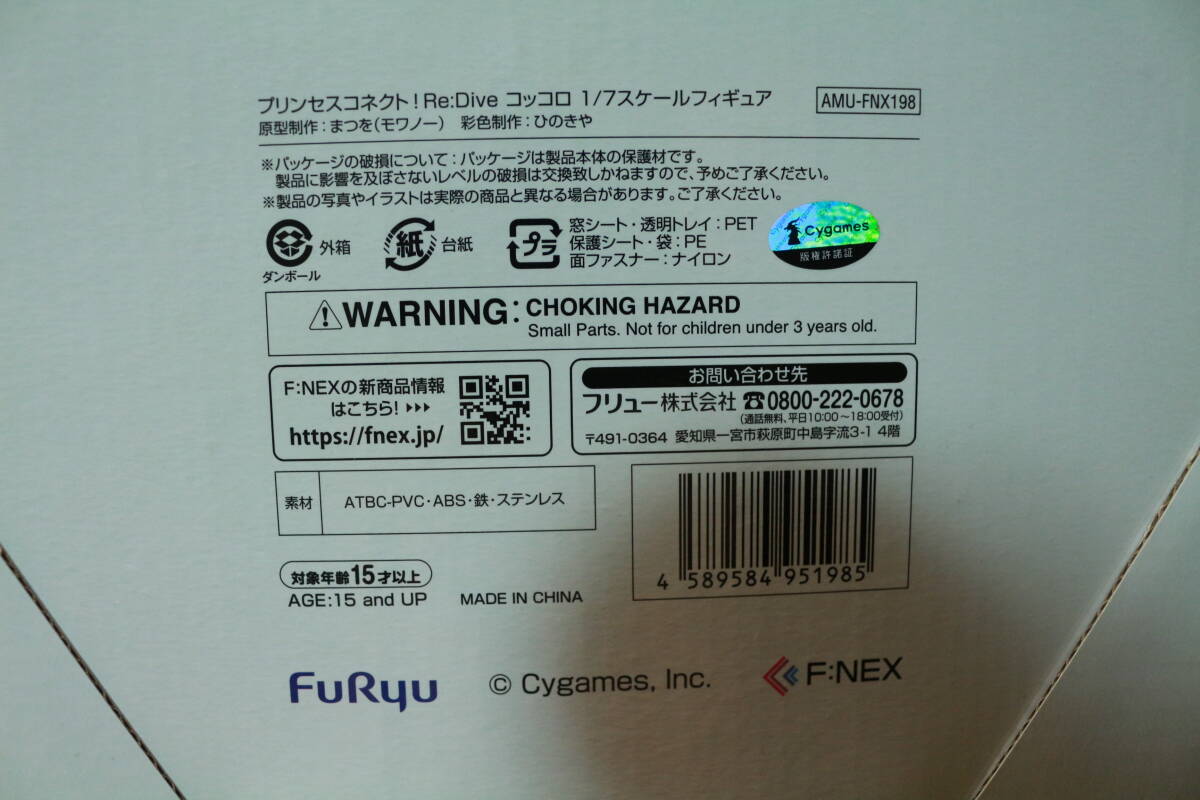 プリンセスコネクト！Re:Dive コッコロ 1/7スケールフィギュア
AMU-FNX198
原型制作：まつを(モワノー)　彩色制作：ひのきや
※パッケージの破損について：パッケージは製品本体の保護材です。
製品に影響を及ぼさないレベルの破損は交換致しかねますので、予めご了承ください。
※製品の写真やイラストは実際の商品と異なる場合があります。ご了承ください。
外箱
ダンボール
紙 台紙
プラ
窓シート・透明トレイ：PET
保護シート・袋：PE
面ファスナー：ナイロン
Cygames
版権許諾証
WARNING: CHOKING HAZARD
Small Parts. Not for children under 3 years old.
F:NEXの新商品情報
はこちら! ▸▸▸
https://fnex.jp/
お問い合わせ先
フリュー株式会社 ☎0800-222-0678
(通話無料、平日10:00〜18:00受付)
〒491-0364 愛知県一宮市萩原町中島字流3-1 4階
素材 ATBC-PVC・ABS・鉄・ステンレス
4 589584 951985
対象年齢15才以上
AGE:15 and UP
MADE IN CHINA
FuRyu
© Cygames, Inc.
F:NEX